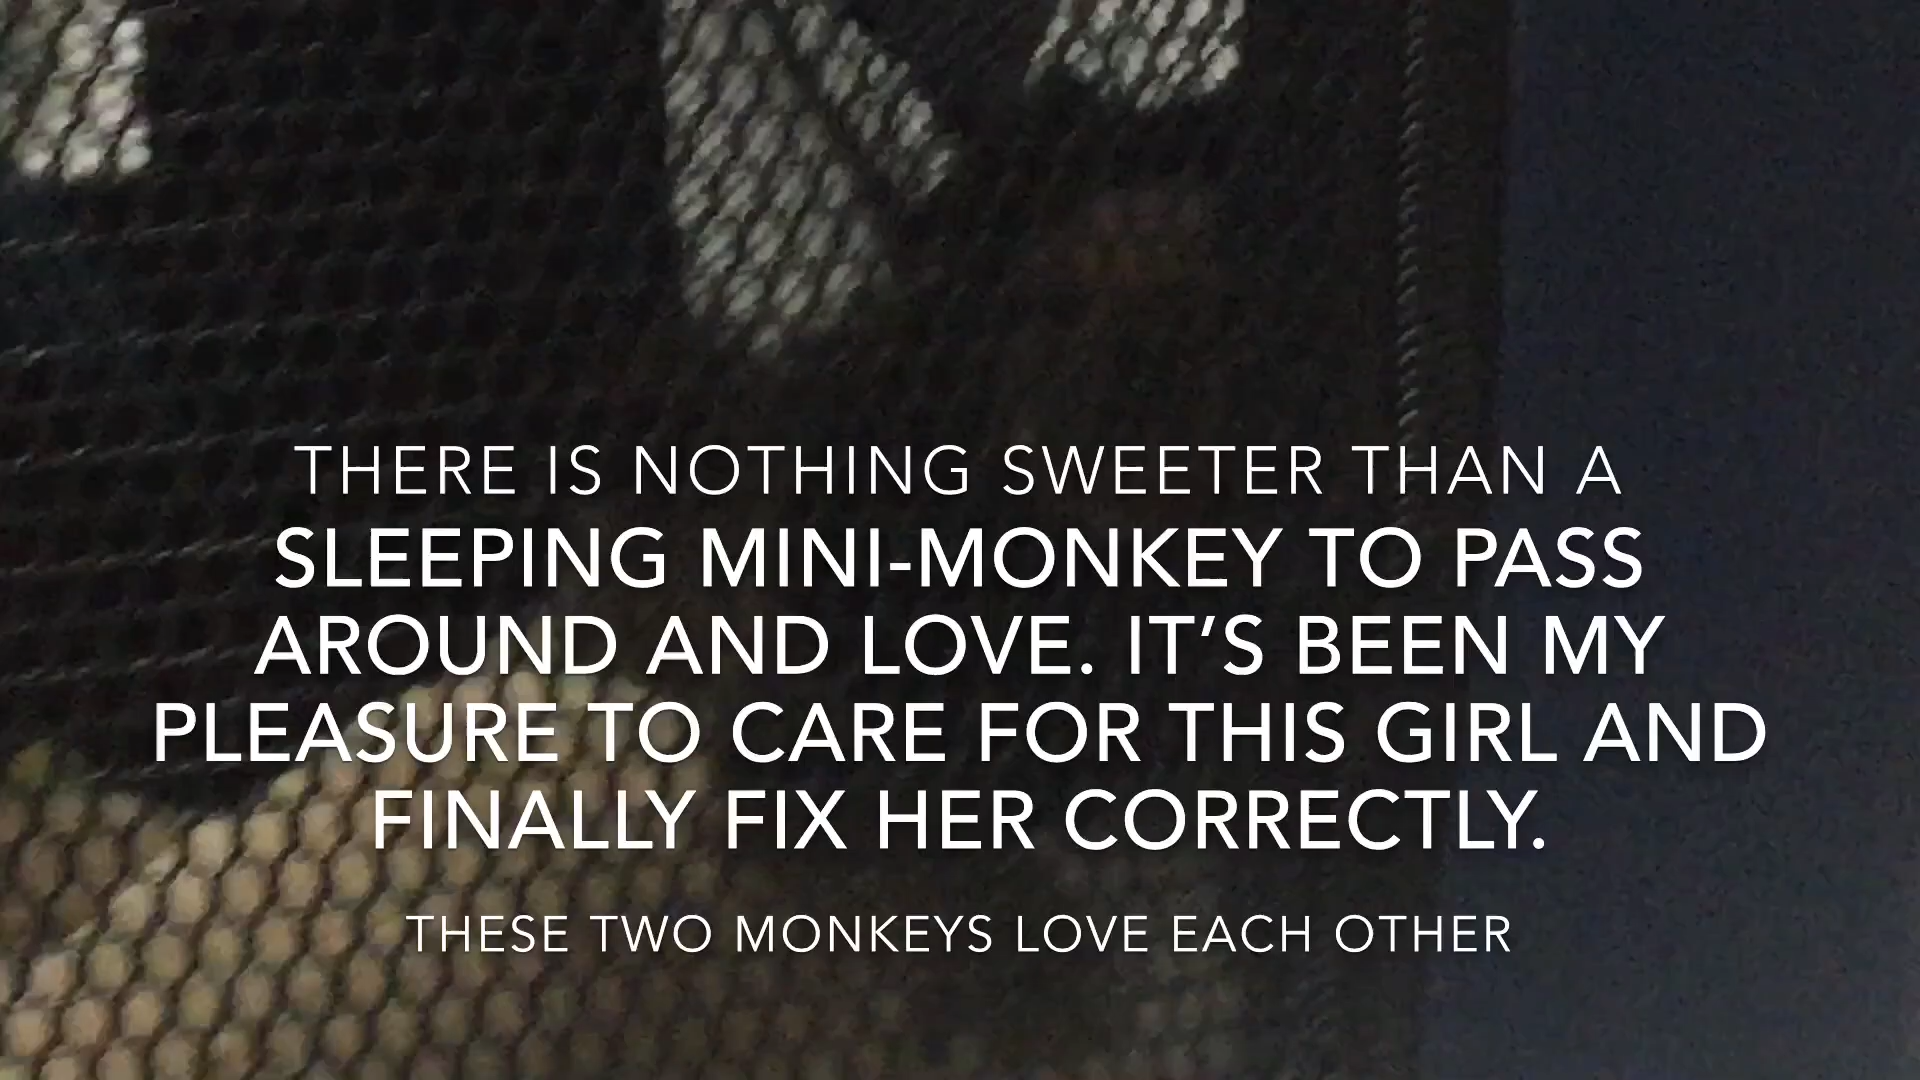 THERE IS NOTHING SWEETER THAN A
SLEEPING MINI-MONKEY TO PASS
AROUND AND LOVE. IT’S BEEN MY
PLEASURE TO CARE FOR THIS GIRL AND
FINALLY FIX HER CORRECTLY.
THESE TWO MONKEYS LOVE EACH OTHER